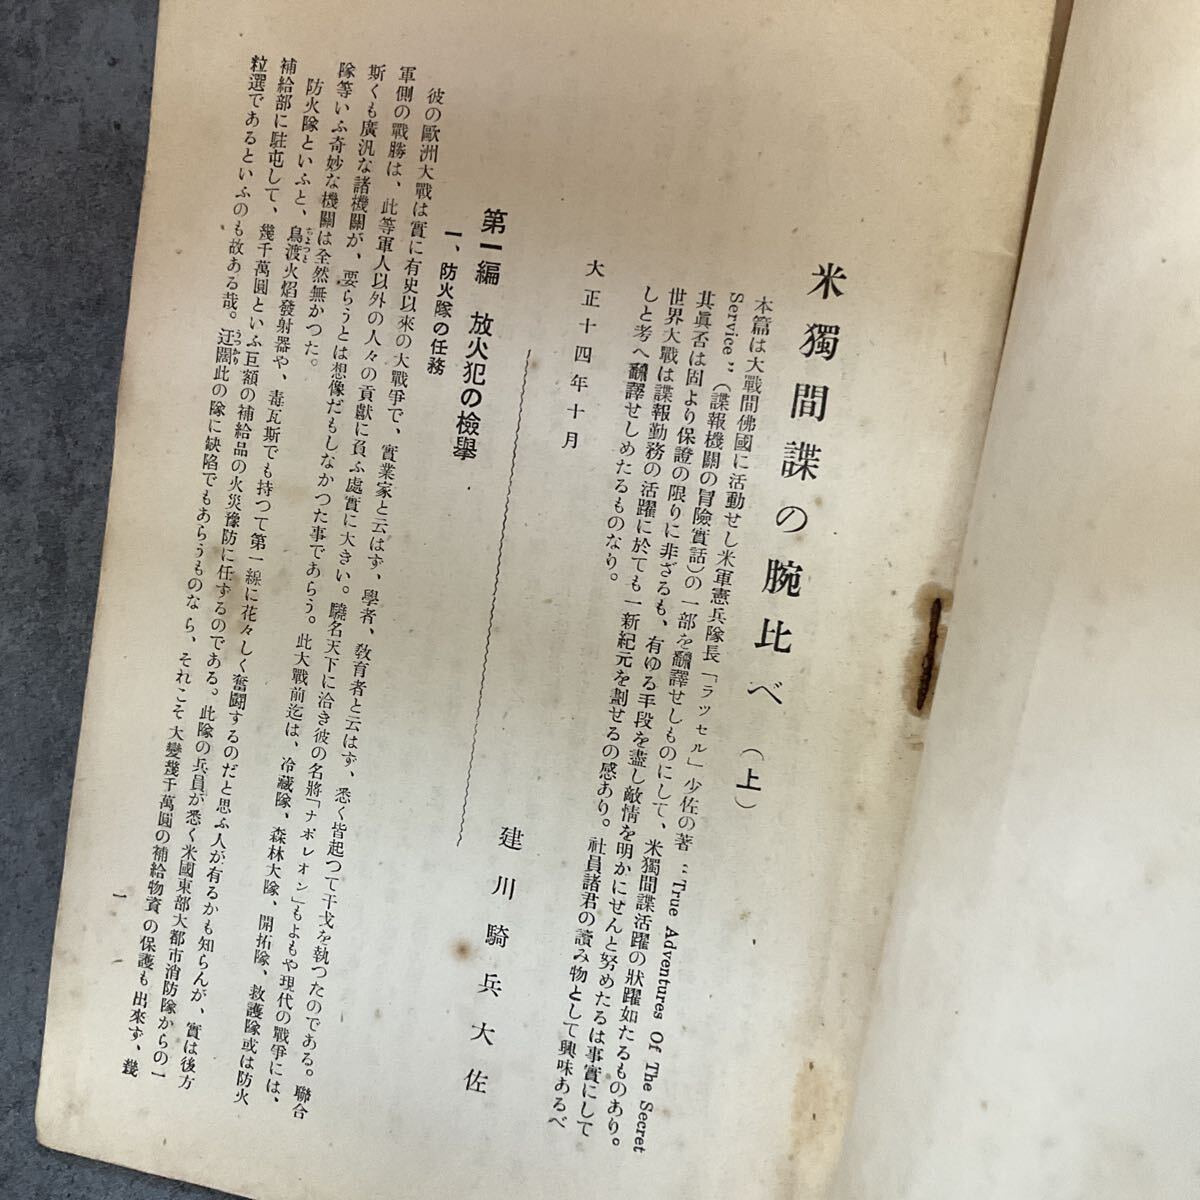 米獨間諜の腕比べ(上)
本篇は大戰間佛國に活動せし米軍憲兵隊長「ラツセル」少佐の著 “True Adventures Of The Secret
Service”(諜報機關の冒險實話)の一部を飜譯せしものにして、米獨間諜活躍の狀躍如たるものあり。
其眞否は固より保證の限りに非ざるも、有ゆる手段を盡し敵情を明かにせんと努めたるは事實にして
世界大戰は諜報勤務の活躍に於ても一新紀元を劃せるの感あり。社員諸君の讀み物として興味あるべ
しと考へ飜譯せしめたるものなり。
大正十四年十月
建川騎兵大佐
第一編 放火犯の檢擧
一、防火隊の任務
彼の歐洲大戰は實に有史以來の大戰爭で、實業家と云はず、學者、敎育者と云はず、悉く皆起つて干戈を執つたのである。聯合
軍側の戰勝は、此等軍人以外の人々の貢獻に負ふ處實に大きい。驍名天下に洽き彼の名將「ナポレオン」もよもや現代の戰爭には、
斯くも廣汎な諸機關が、要らうとは想像だもしなかつた事であらう。此大戰前迄は、冷藏隊、森林大隊、開拓隊、救護隊或は防火
隊等いふ奇妙な機關は全然無かつた。
防火隊といふと、鳥渡火焰發射器や、毒瓦斯でも持つて第一線に花々しく奮鬪するのだと思ふ人が有るかも知らんが、實は後方
補給部に駐屯して、幾千萬圓といふ巨額の補給品の火災豫防に任ずるのである。此隊の兵員が悉く米國東部大都市消防隊からの一
粒選であるといふのも故ある哉。迂闊此の隊に缺陷でもあらうものなら、それこそ大變幾千萬圓の補給物資の保護も出來ず、幾
一